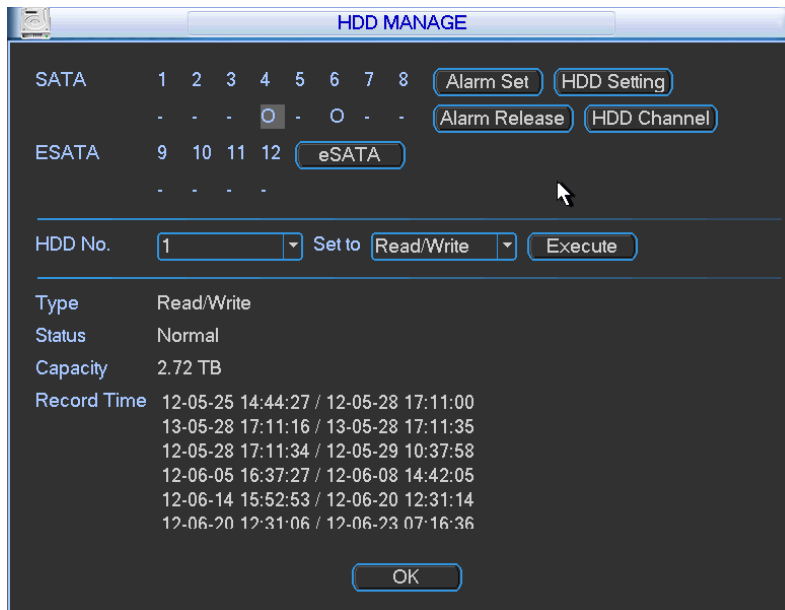 HDD MANAGE
SATA 1 2 3 4 5 6 7 8 Alarm Set HDD Setting
- - - O - O - - Alarm Release HDD Channel
ESATA 9 10 11 12 eSATA
- - - -
HDD No. 1 Set to Read/Write Execute
Type Read/Write
Status Normal
Capacity 2.72 TB
Record Time 12-05-25 14:44:27 / 12-05-28 17:11:00
13-05-28 17:11:16 / 13-05-28 17:11:35
12-05-28 17:11:34 / 12-05-29 10:37:58
12-06-05 16:37:27 / 12-06-08 14:42:05
12-06-14 15:52:53 / 12-06-20 12:31:14
12-06-20 12:31:06 / 12-06-23 07:16:36
OK